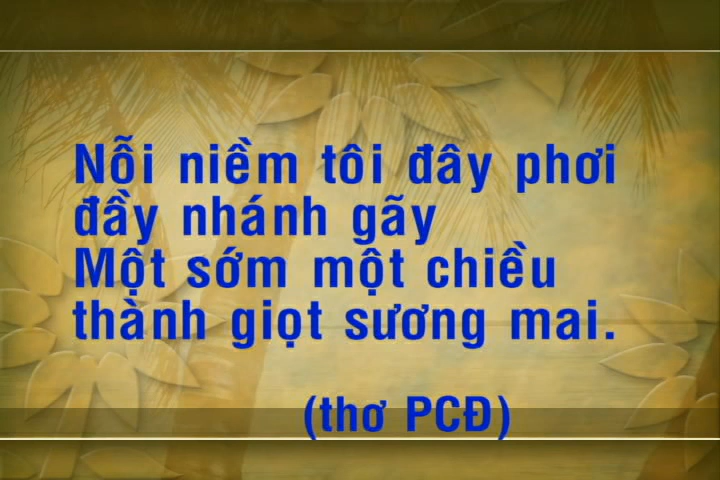 Nỗi niềm tôi đây phơi
đầy nhánh gãy
Một sớm một chiều
thành giọt sương mai.
(thơ PCĐ)